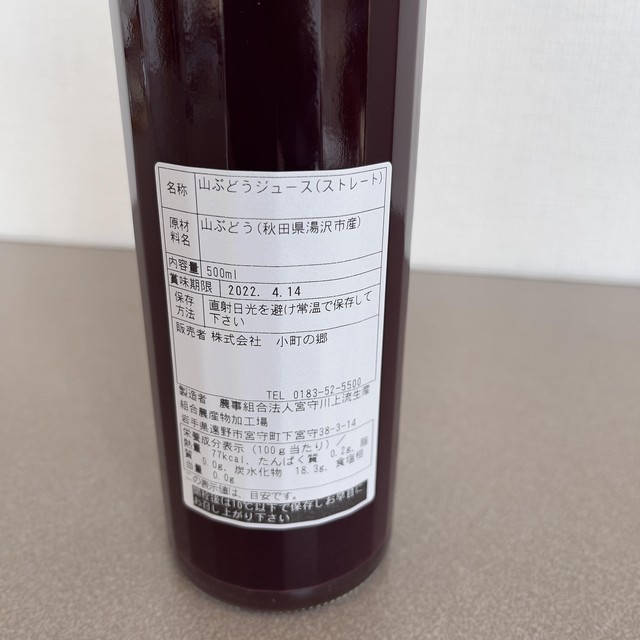 名称 山ぶどうジュース(ストレート)
原材料名 山ぶどう(秋田県湯沢市産)
内容量 500ml
賞味期限 2022. 4.14
保存方法 直射日光を避け常温で保存して
下さい
販売者 株式会社 小町の郷
TEL 0183-52-5500
製造者 農事組合法人宮守川上流生産
組合農産物加工場
岩手県遠野市宮守町下宮守38-3-14
栄養成分表示(100g当たり)/
77kcal, たんぱく質 0.2g, 脂
質 0g, 炭水化物 18.3g, 食塩相
当量 0.0g
この表示値は、目安です。
10℃以下で保存しお早目に
お召し上がり下さい